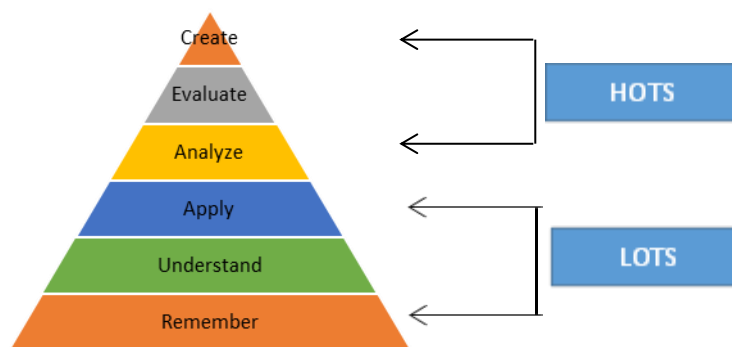 Create
Evaluate
Analyze
Apply
Understand
Remember
HOTS
LOTS